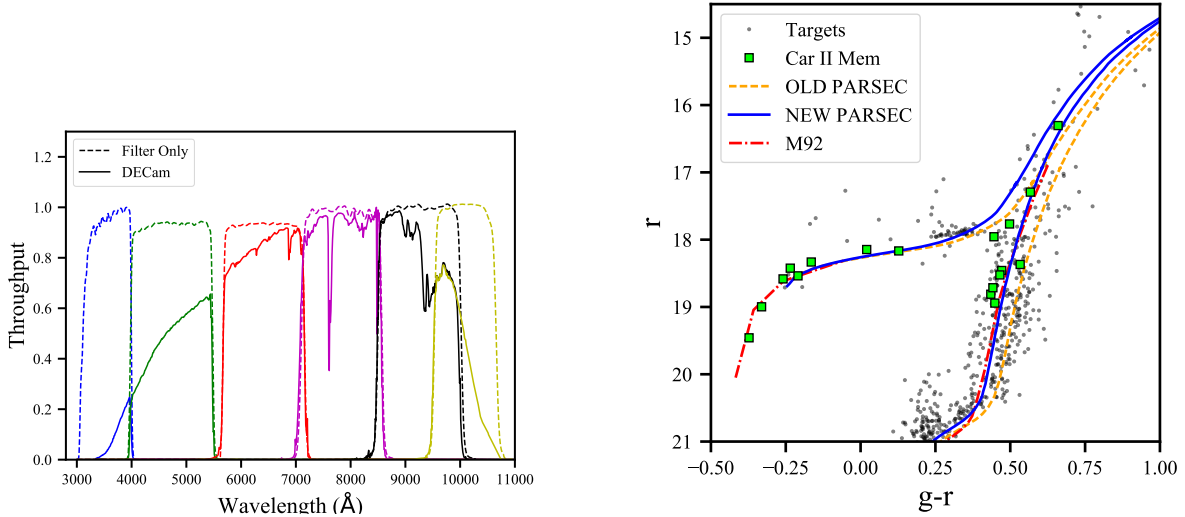 1.2
1.0
0.8
0.6
0.4
0.2
0.0
Throughput
Filter Only
DECam
3000 4000 5000 6000 7000 8000 9000 10000 11000
Wavelength (Å)
15
16
17
18
19
20
21
r
Targets
Car II Mem
OLD PARSEC
NEW PARSEC
M92
−0.50 −0.25 0.00 0.25 0.50 0.75 1.00
g-r